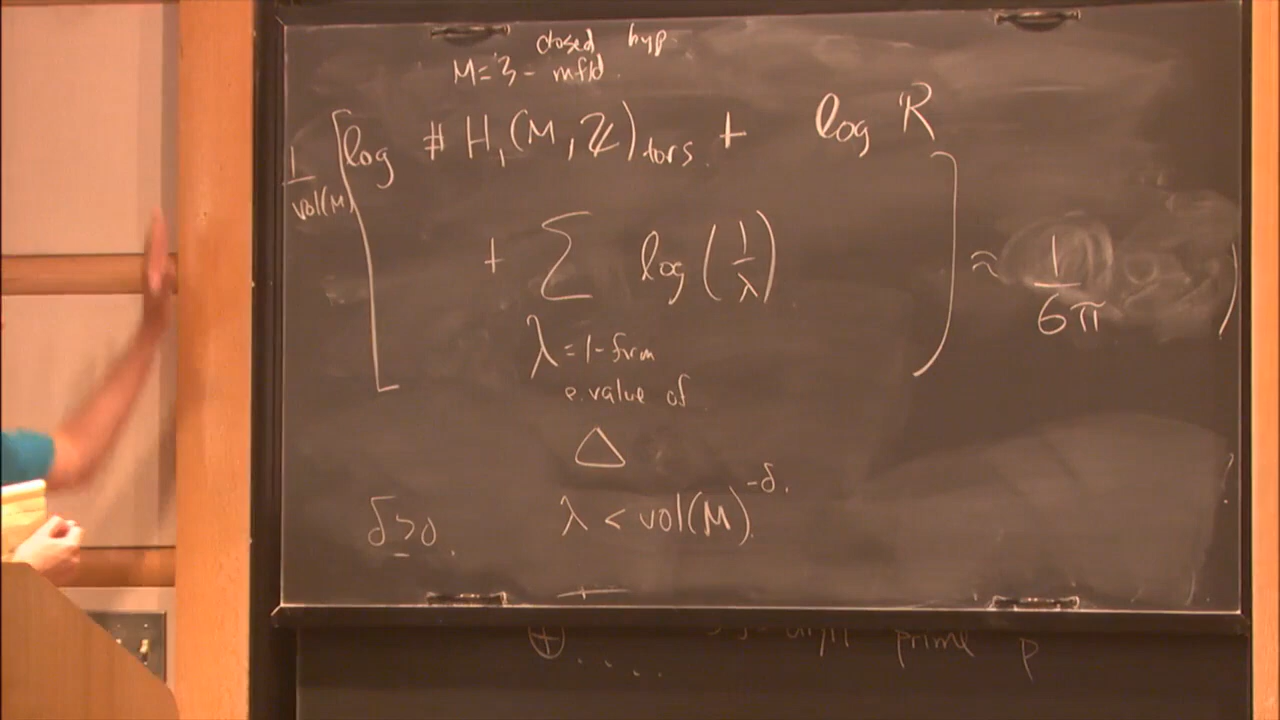 closed hyp
M = 3 - mfld.
1/vol(M) [ log # H₁(M, ℤ)tors. + log R
+ ∑ log(1/λ) ] ≈ 1/6π )
λ = 1-form
e. value of
△
δ > 0. λ < vol(M)^-δ.
⊕ .... prime p